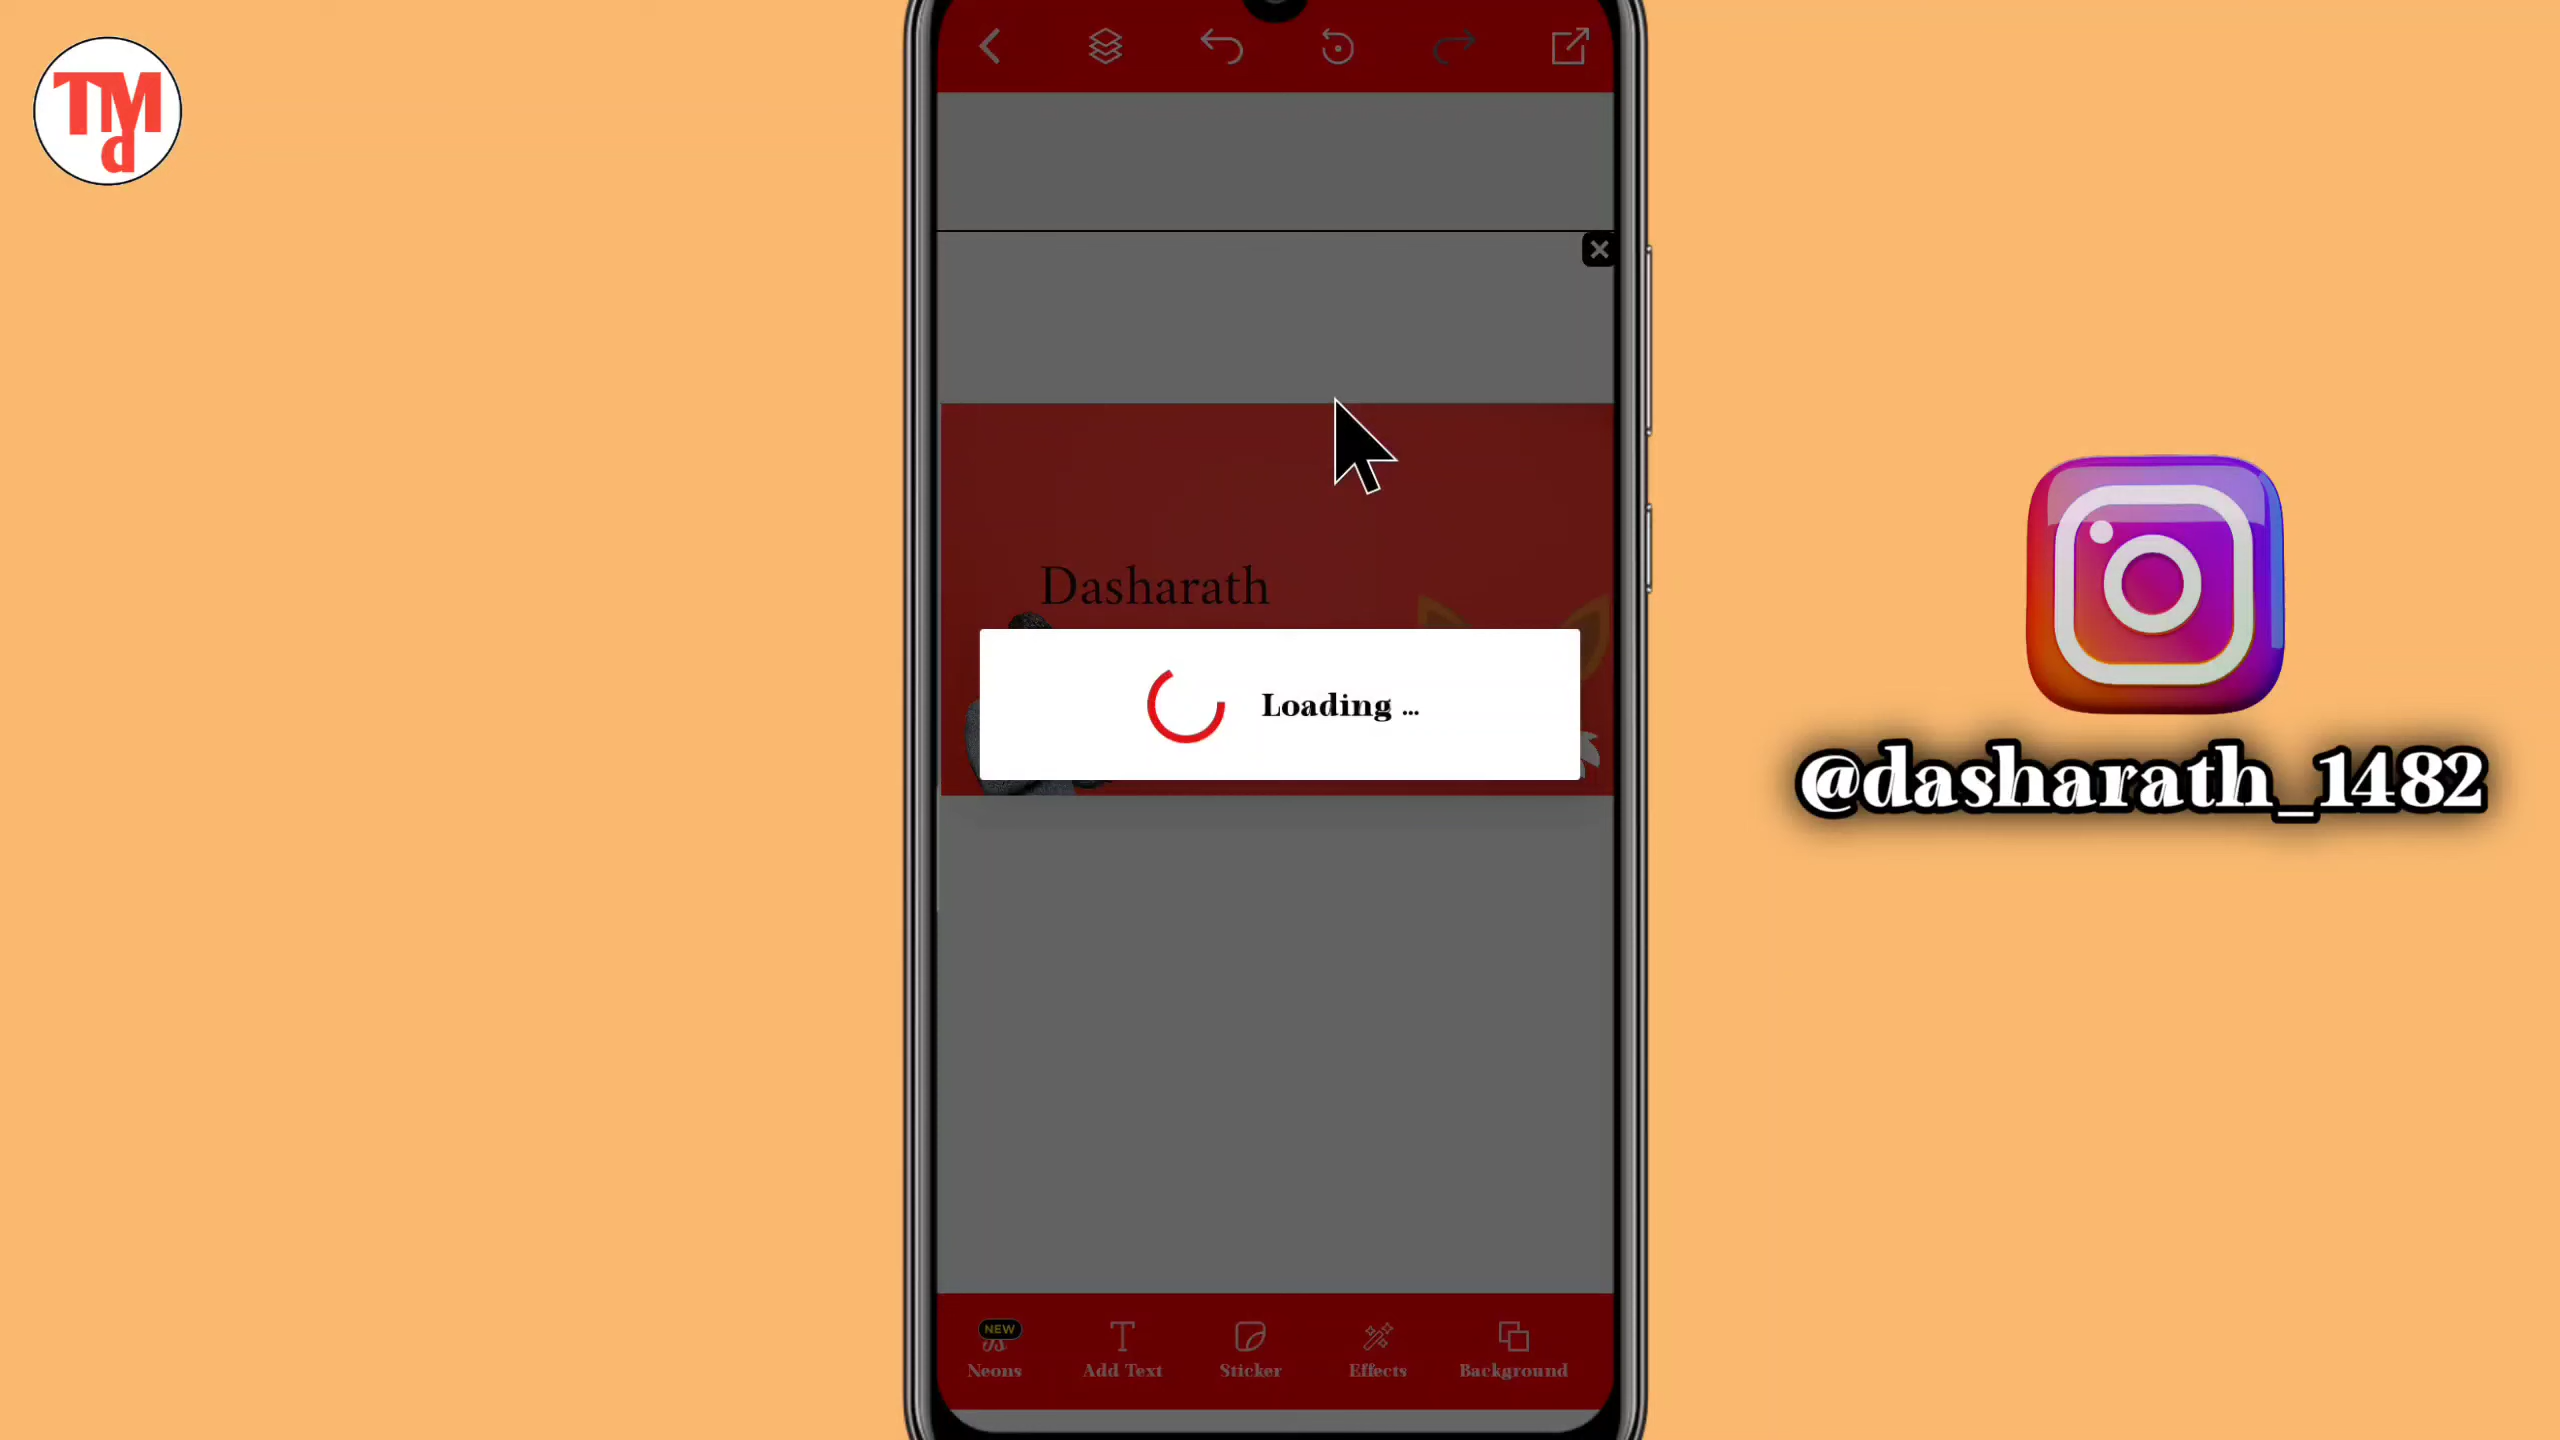 TMd
Dasharath
Loading ...
@dasharath_1482
NEW
Neons
Add Text
Sticker
Effects
Background